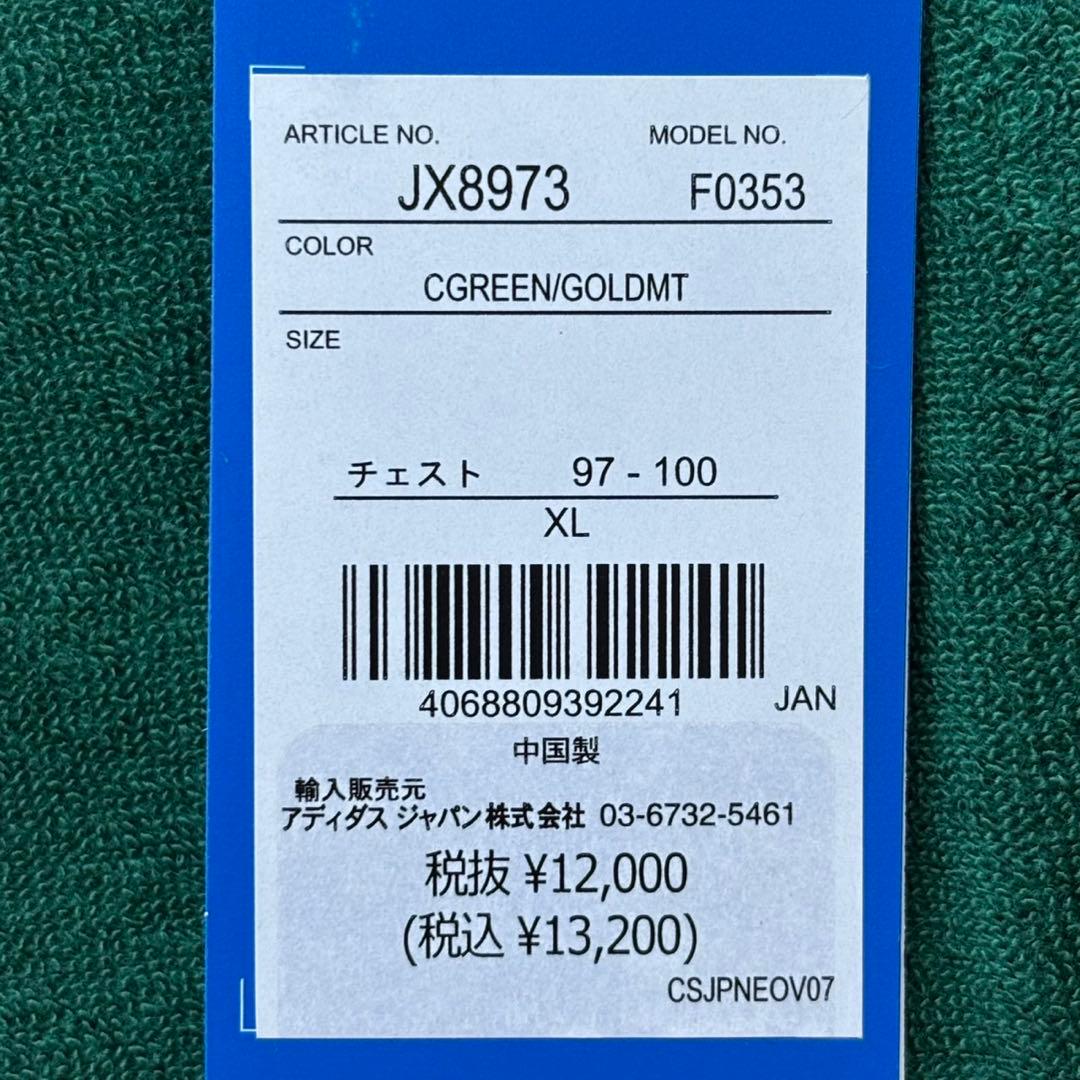 ARTICLE NO. MODEL NO.
JX8973 F0353
COLOR
CGREEN/GOLDMT
SIZE
チェスト 97 - 100
XL
4068809392241 JAN
中国製
輸入販売元
アディダス ジャパン株式会社 03-6732-5461
税抜 ¥12,000
(税込 ¥13,200)
CSJPNEOV07